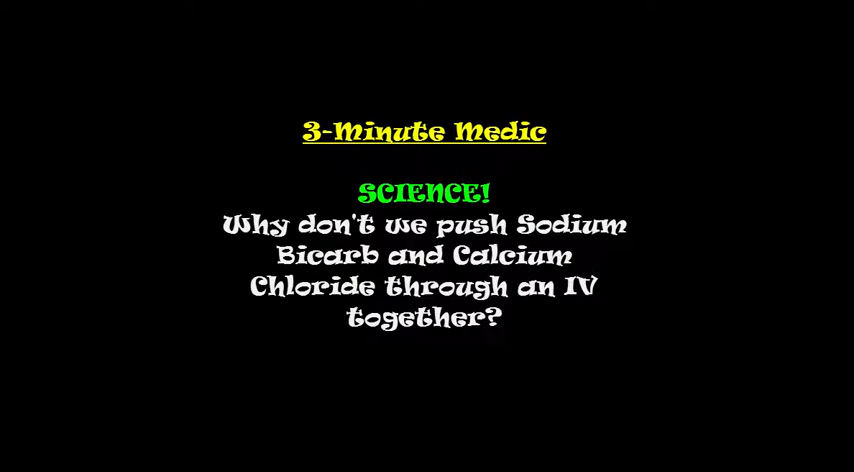 3-Minute Medic
SCIENCE!
Why don't we push Sodium
Bicarb and Calcium
Chloride through an IV
together?